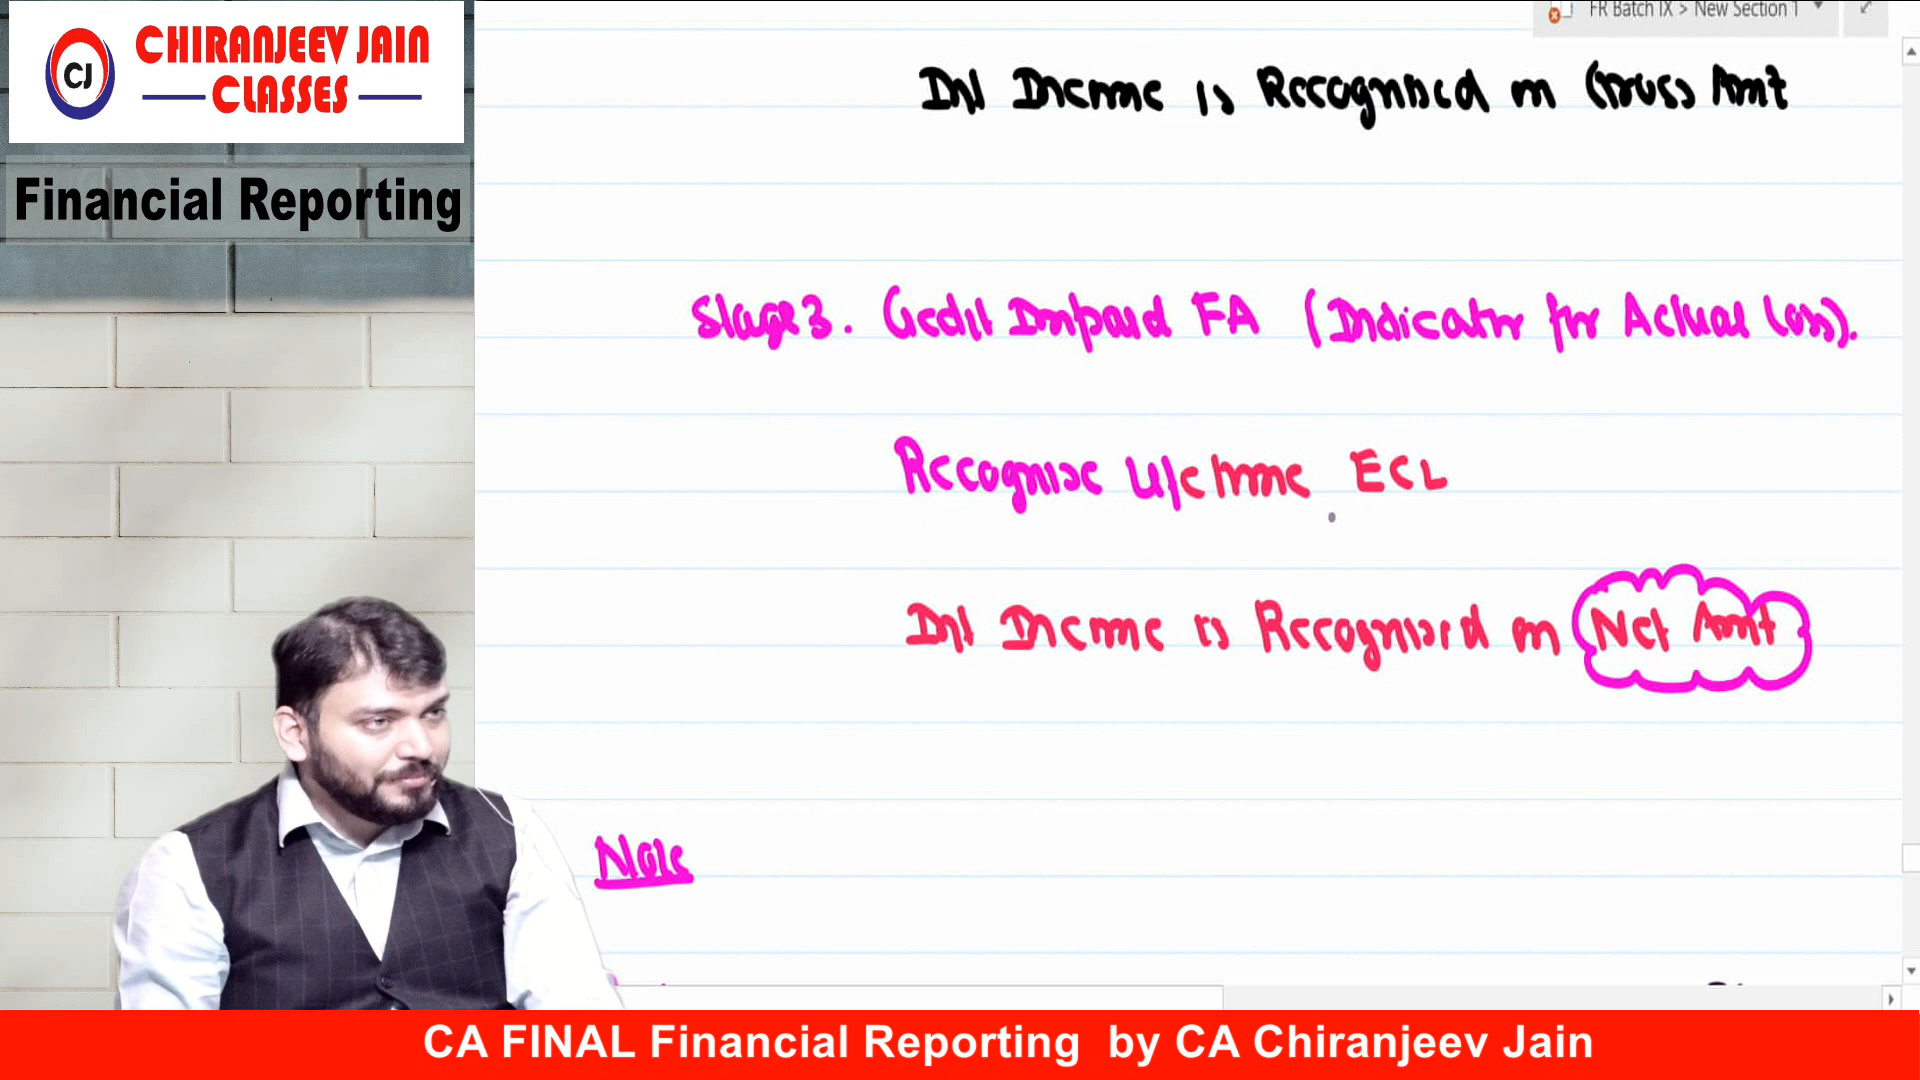 CHIRANJEEV JAIN
CJ
CLASSES
Financial Reporting
FR Batch IX > New Section 1
Int Income is Recognised on Gross Amt
Stage 3. Credit Impaired FA (Indicator for Actual Loss).
Recognise Lifetime ECL
Int Income is Recognised on Net Amt
Note
CA FINAL Financial Reporting by CA Chiranjeev Jain